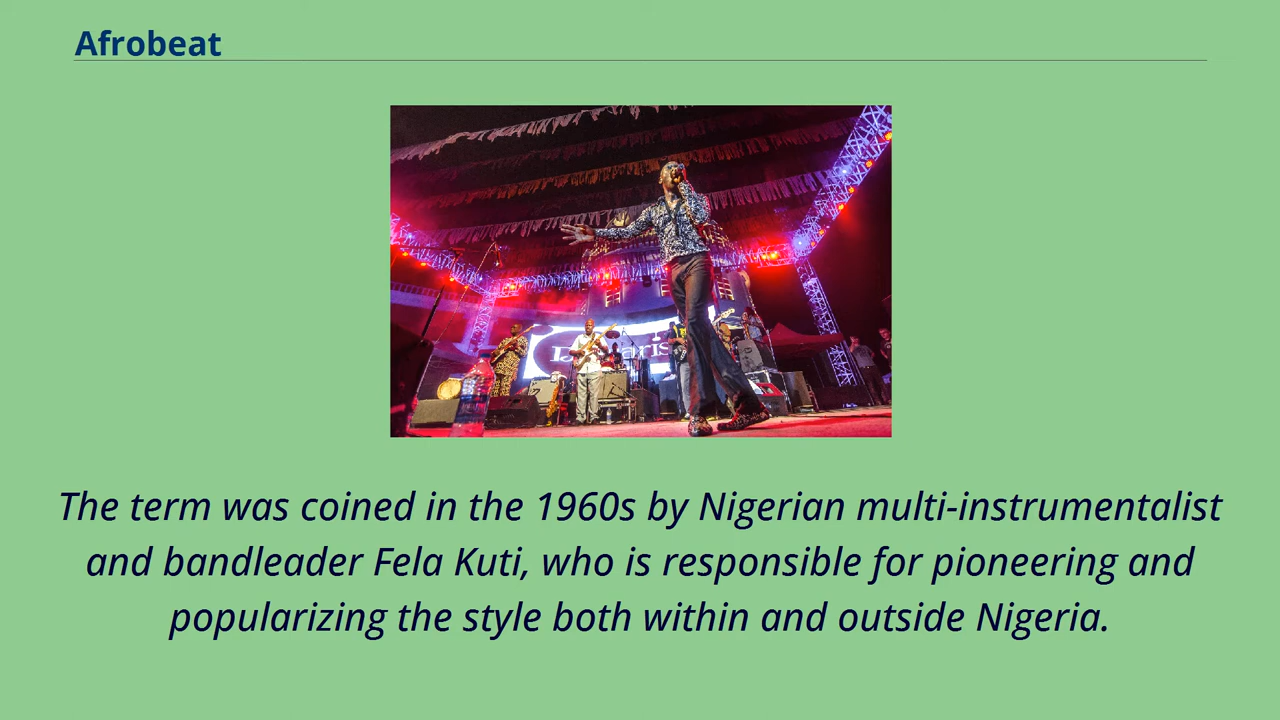 Afrobeat
The term was coined in the 1960s by Nigerian multi-instrumentalist
and bandleader Fela Kuti, who is responsible for pioneering and
popularizing the style both within and outside Nigeria.